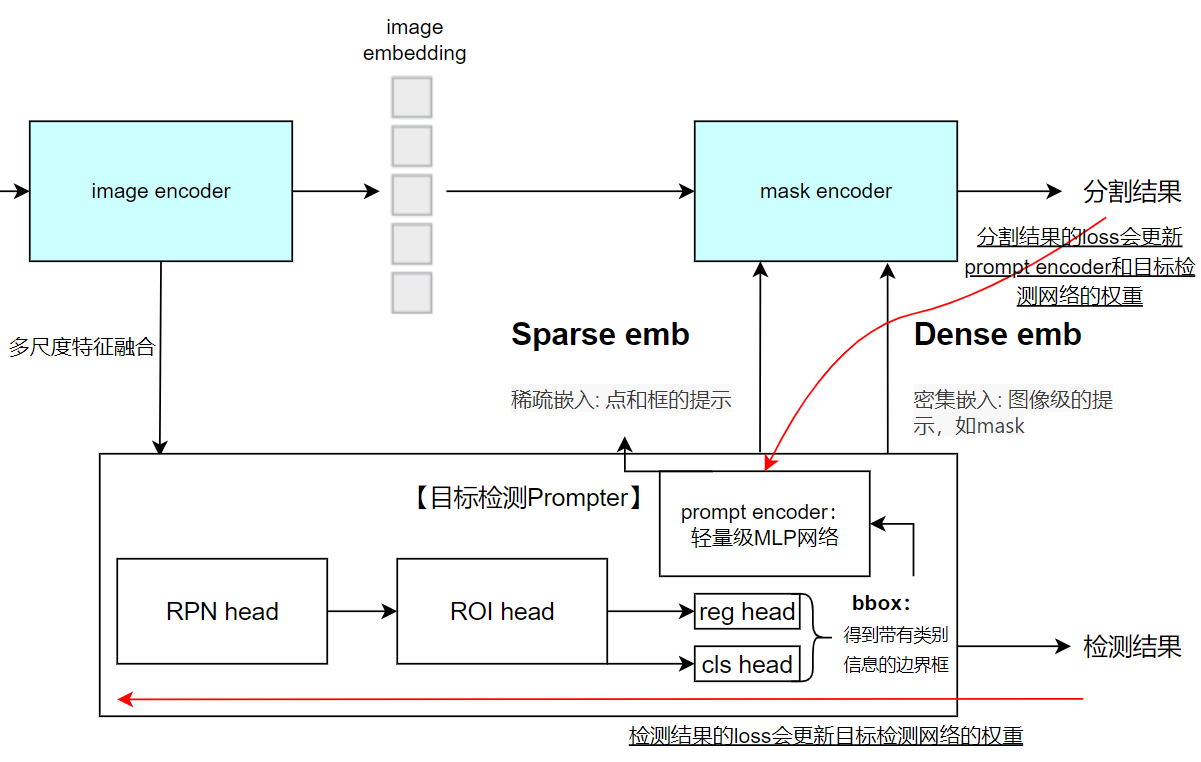 image
embedding
image encoder
mask encoder
分割结果
分割结果的loss会更新
prompt encoder和目标检
测网络的权重
多尺度特征融合
Sparse emb
Dense emb
稀疏嵌入: 点和框的提示
密集嵌入: 图像级的提
示，如mask
【目标检测Prompter】
prompt encoder：
轻量级MLP网络
RPN head
ROI head
reg head
cls head
bbox：
得到带有类别
信息的边界框
检测结果
检测结果的loss会更新目标检测网络的权重